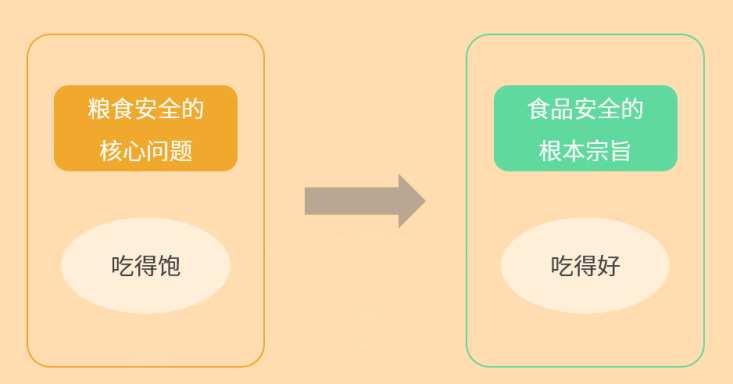 粮食安全的
核心问题
吃得饱
食品安全的
根本宗旨
吃得好